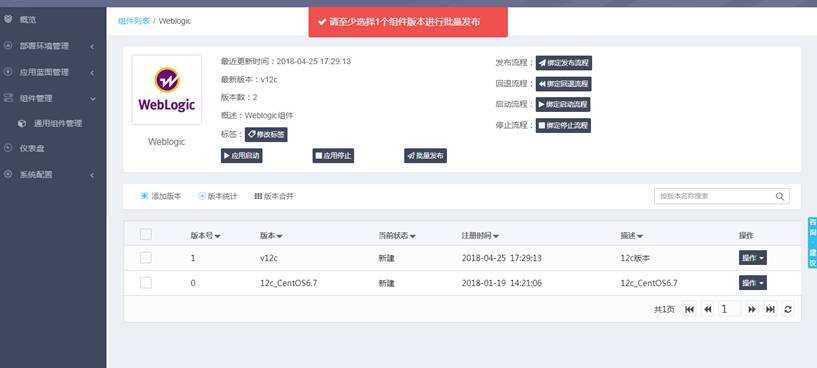 概览
部署环境管理
应用蓝图管理
组件管理
通用组件管理
仪表盘
系统配置
组件列表 / Weblogic
请至少选择1个组件版本进行批量发布
WebLogic
Weblogic
最近更新时间：2018-04-25 17:29:13
最新版本：v12c
版本数：2
概述：Weblogic组件
标签：修改标签
应用启动 应用停止 批量发布
发布流程：绑定发布流程
回退流程：绑定回退流程
启动流程：绑定启动流程
停止流程：绑定停止流程
添加版本 版本统计 版本合并 按版本名称搜索
版本号 版本 当前状态 注册时间 描述 操作
1 v12c 新建 2018-04-25 17:29:13 12c版本 操作
0 12c_CentOS6.7 新建 2018-01-19 14:21:06 12c_CentOS6.7 操作
共1页 1
咨询·建议